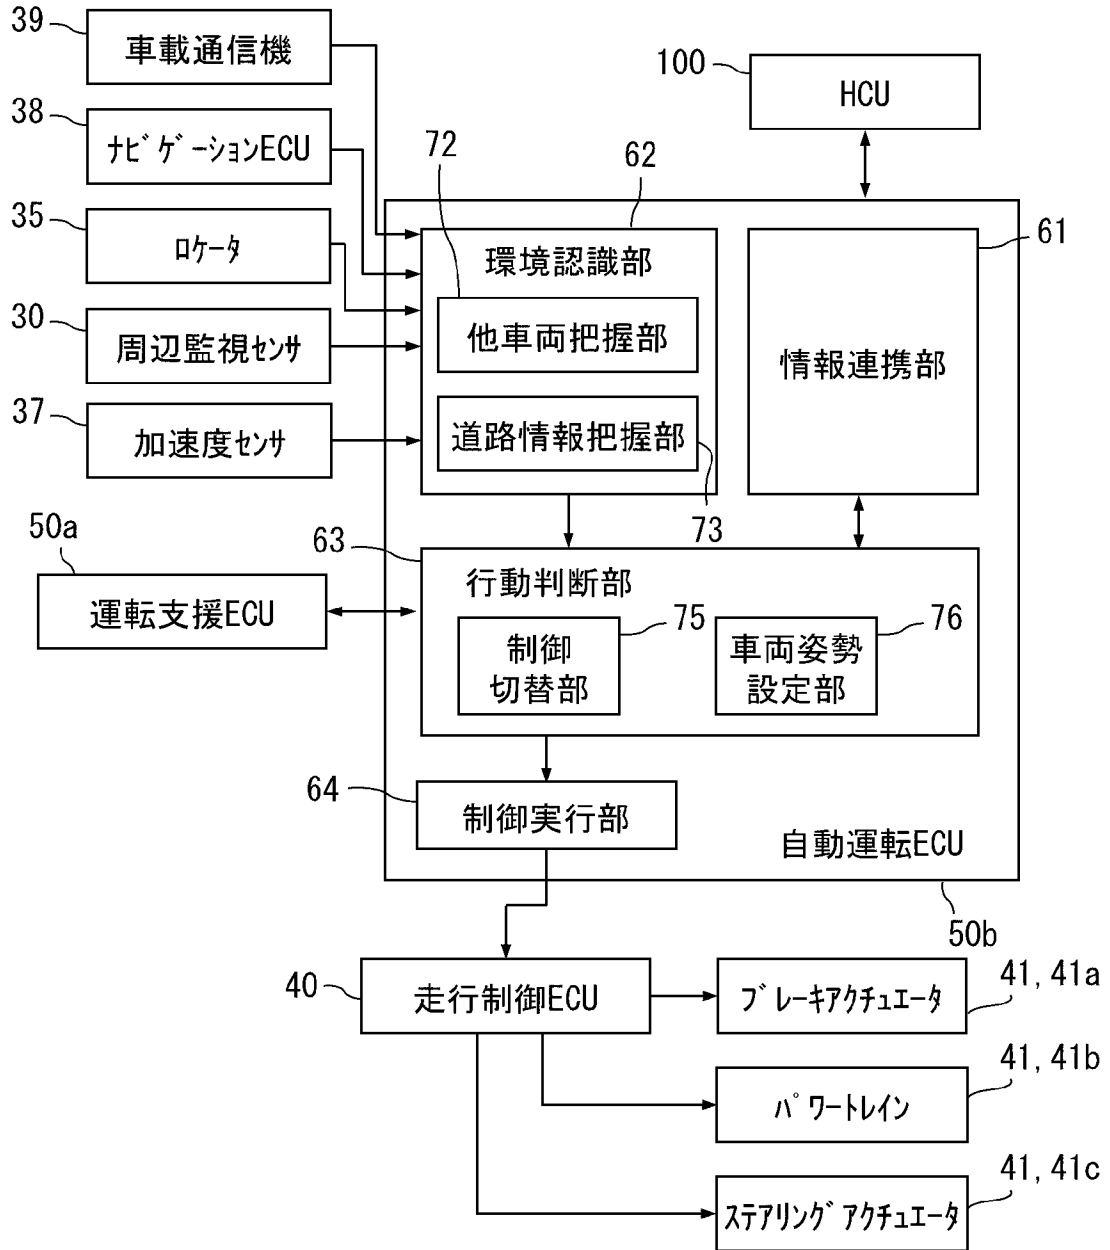 39
車載通信機
100
HCU
38
ﾅﾋﾞｹﾞｰｼｮﾝECU
72
62
35
ﾛｹｰﾀ
61
環境認識部
30
周辺監視ｾﾝｻ
他車両把握部
情報連携部
37
加速度ｾﾝｻ
道路情報把握部
73
50a
運転支援ECU
63
行動判断部
75
76
制御
切替部
車両姿勢
設定部
64
制御実行部
自動運転ECU
50b
40
走行制御ECU
ﾌﾞﾚｰｷｱｸﾁｭｴｰﾀ
41, 41a
ﾊﾟﾜｰﾄﾚｲﾝ
41, 41b
ｽﾃｱﾘﾝｸﾞｱｸﾁｭｴｰﾀ
41, 41c